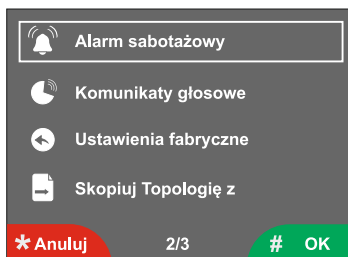 Alarm sabotażowy
Komunikaty głosowe
Ustawienia fabryczne
Skopiuj Topologię z
* Anuluj 2/3 # OK